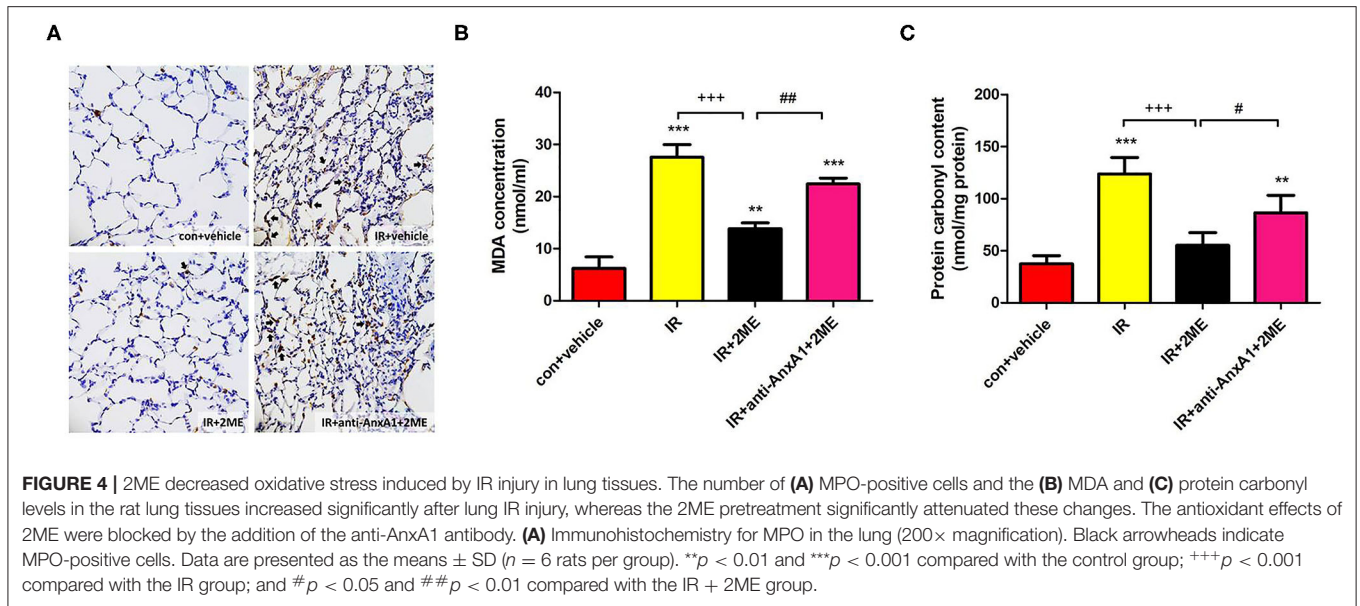 A
con+vehicle
IR+vehicle
IR+2ME
IR+anti-AnxA1+2ME
B
MDA concentration
(nmol/ml)
40
30
20
10
0
+++
##
***
**
***
con+vehicle
IR
IR+2ME
IR+anti-AnxA1+2ME
C
Protein carbonyl content
(nmol/mg protein)
200
150
100
50
0
+++
#
***
**
con+vehicle
IR
IR+2ME
IR+anti-AnxA1+2ME
FIGURE 4 | 2ME decreased oxidative stress induced by IR injury in lung tissues. The number of (A) MPO-positive cells and the (B) MDA and (C) protein carbonyl
levels in the rat lung tissues increased significantly after lung IR injury, whereas the 2ME pretreatment significantly attenuated these changes. The antioxidant effects of
2ME were blocked by the addition of the anti-AnxA1 antibody. (A) Immunohistochemistry for MPO in the lung (200× magnification). Black arrowheads indicate
MPO-positive cells. Data are presented as the means ± SD (n = 6 rats per group). **p < 0.01 and ***p < 0.001 compared with the control group; +++p < 0.001
compared with the IR group; and #p < 0.05 and ##p < 0.01 compared with the IR + 2ME group.